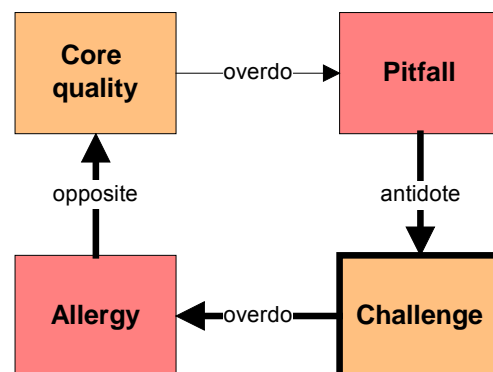 Core
quality
overdo
Pitfall
opposite
antidote
Allergy
overdo
Challenge